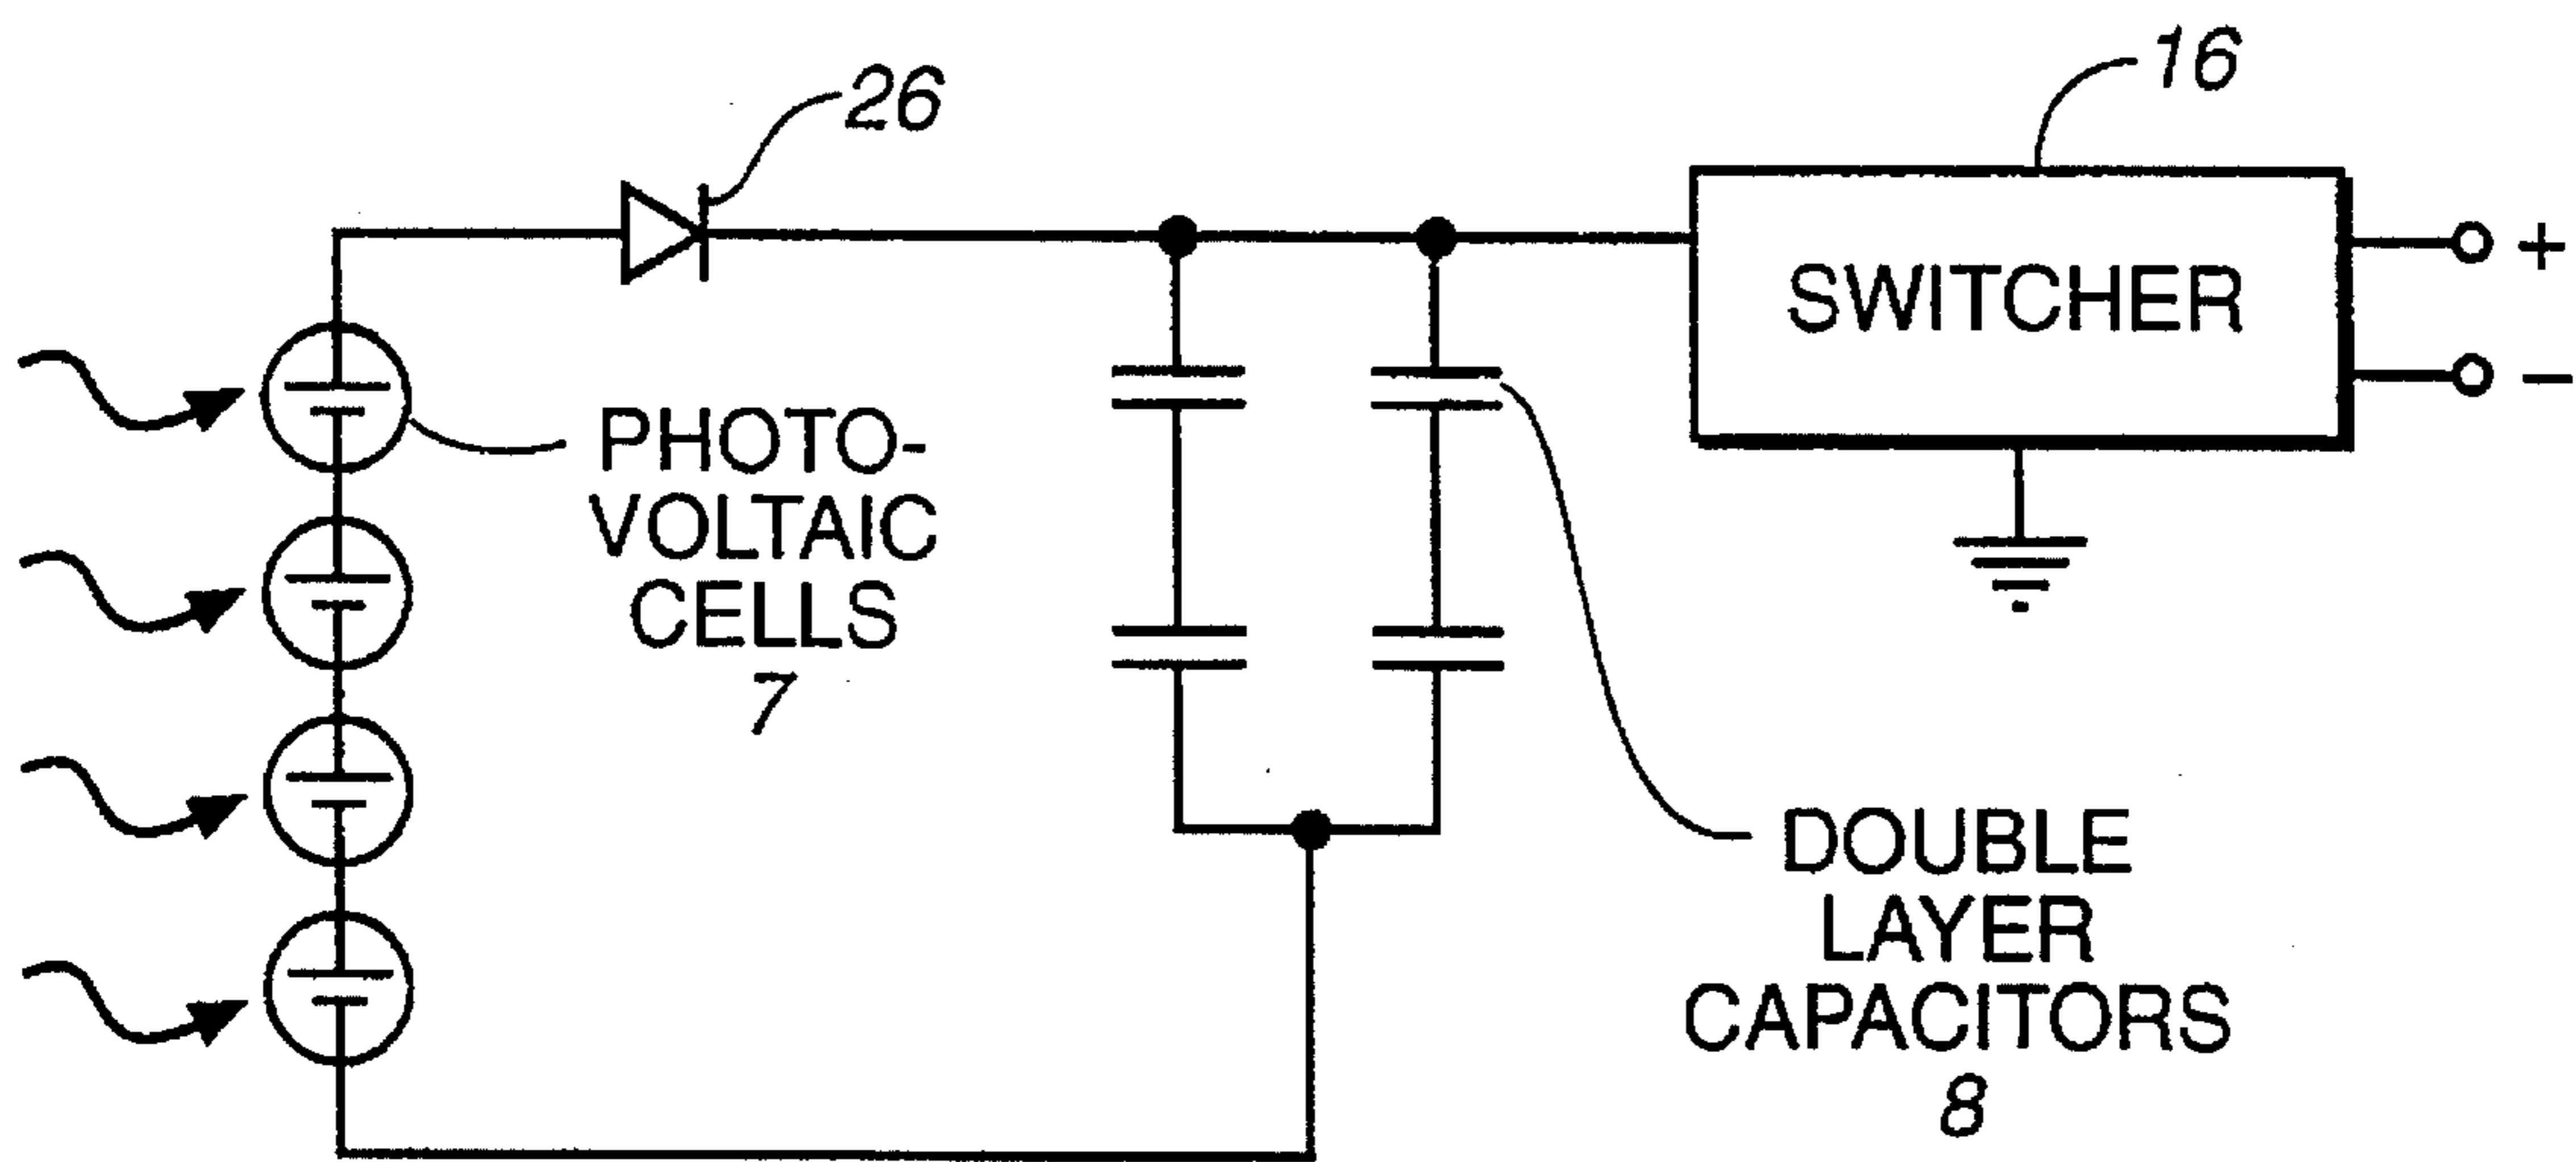 26
16
SWITCHER
+
−
PHOTO-
VOLTAIC
CELLS
7
DOUBLE
LAYER
CAPACITORS
8